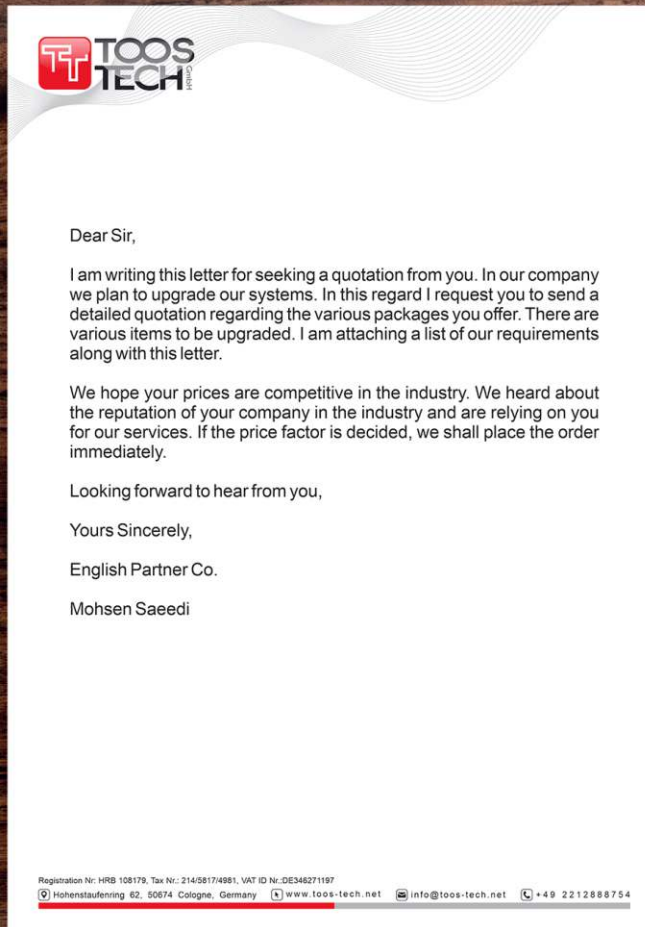 TT TOOS
TECH GmbH
Dear Sir,
I am writing this letter for seeking a quotation from you. In our company
we plan to upgrade our systems. In this regard I request you to send a
detailed quotation regarding the various packages you offer. There are
various items to be upgraded. I am attaching a list of our requirements
along with this letter.
We hope your prices are competitive in the industry. We heard about
the reputation of your company in the industry and are relying on you
for our services. If the price factor is decided, we shall place the order
immediately.
Looking forward to hear from you,
Yours Sincerely,
English Partner Co.
Mohsen Saeedi
Registration Nr: HRB 108179, Tax Nr.: 214/5817/4981, VAT ID Nr.:DE346271197
Hohenstaufenring 62, 50674 Cologne, Germany www.toos-tech.net info@toos-tech.net +49 2212888754